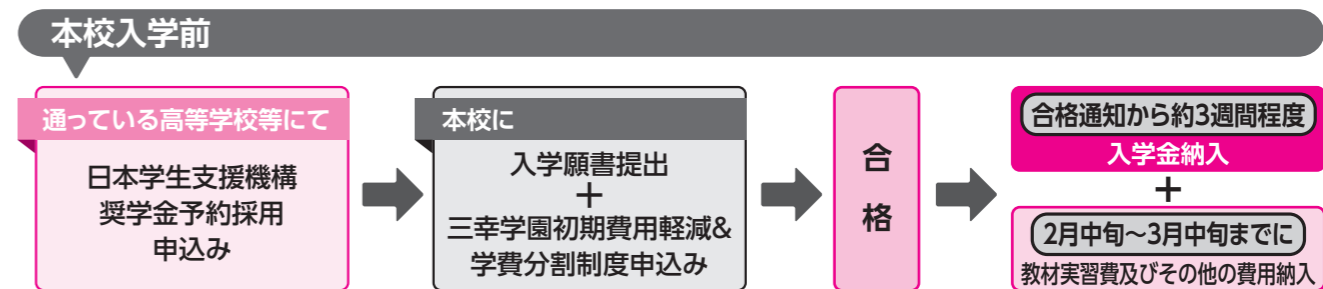 本校入学前
通っている高等学校等にて
日本学生支援機構
奨学金予約採用
申込み
本校に
入学願書提出
+
三幸学園初期費用軽減&
学費分割制度申込み
合
格
合格通知から約3週間程度
入学金納入
+
2月中旬~3月中旬までに
教材実習費及びその他の費用納入